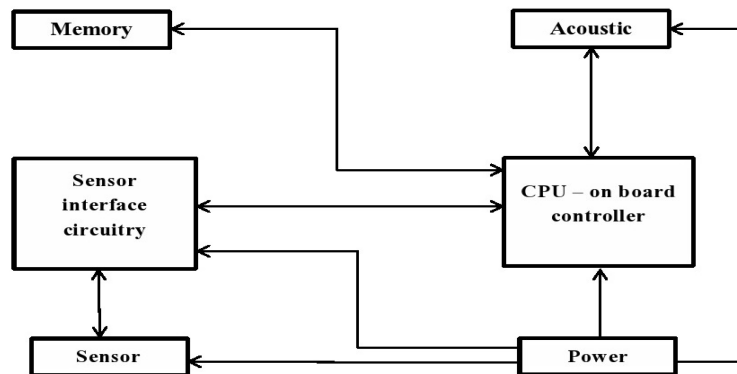 Memory
Acoustic
Sensor
interface
circuitry
CPU – on board
controller
Sensor
Power